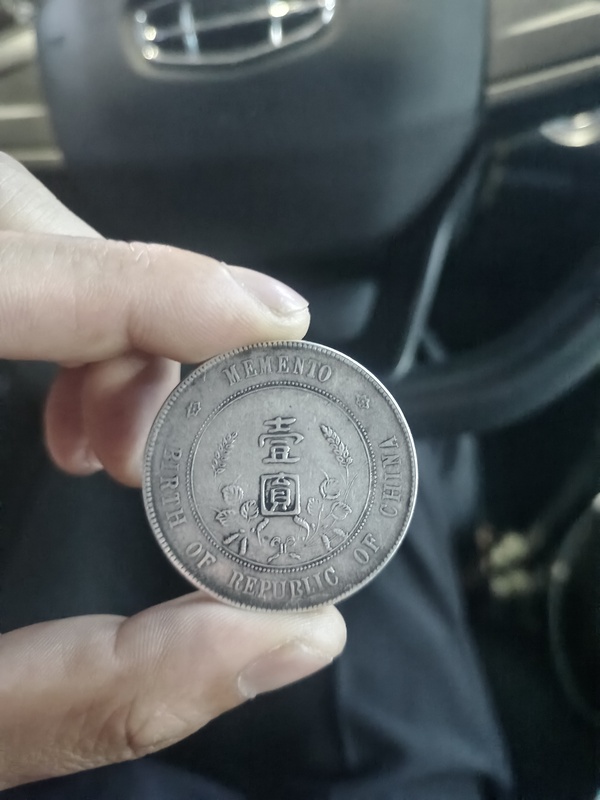 MEMENTO
壹
圓
BIRTH OF REPUBLIC OF CHINA